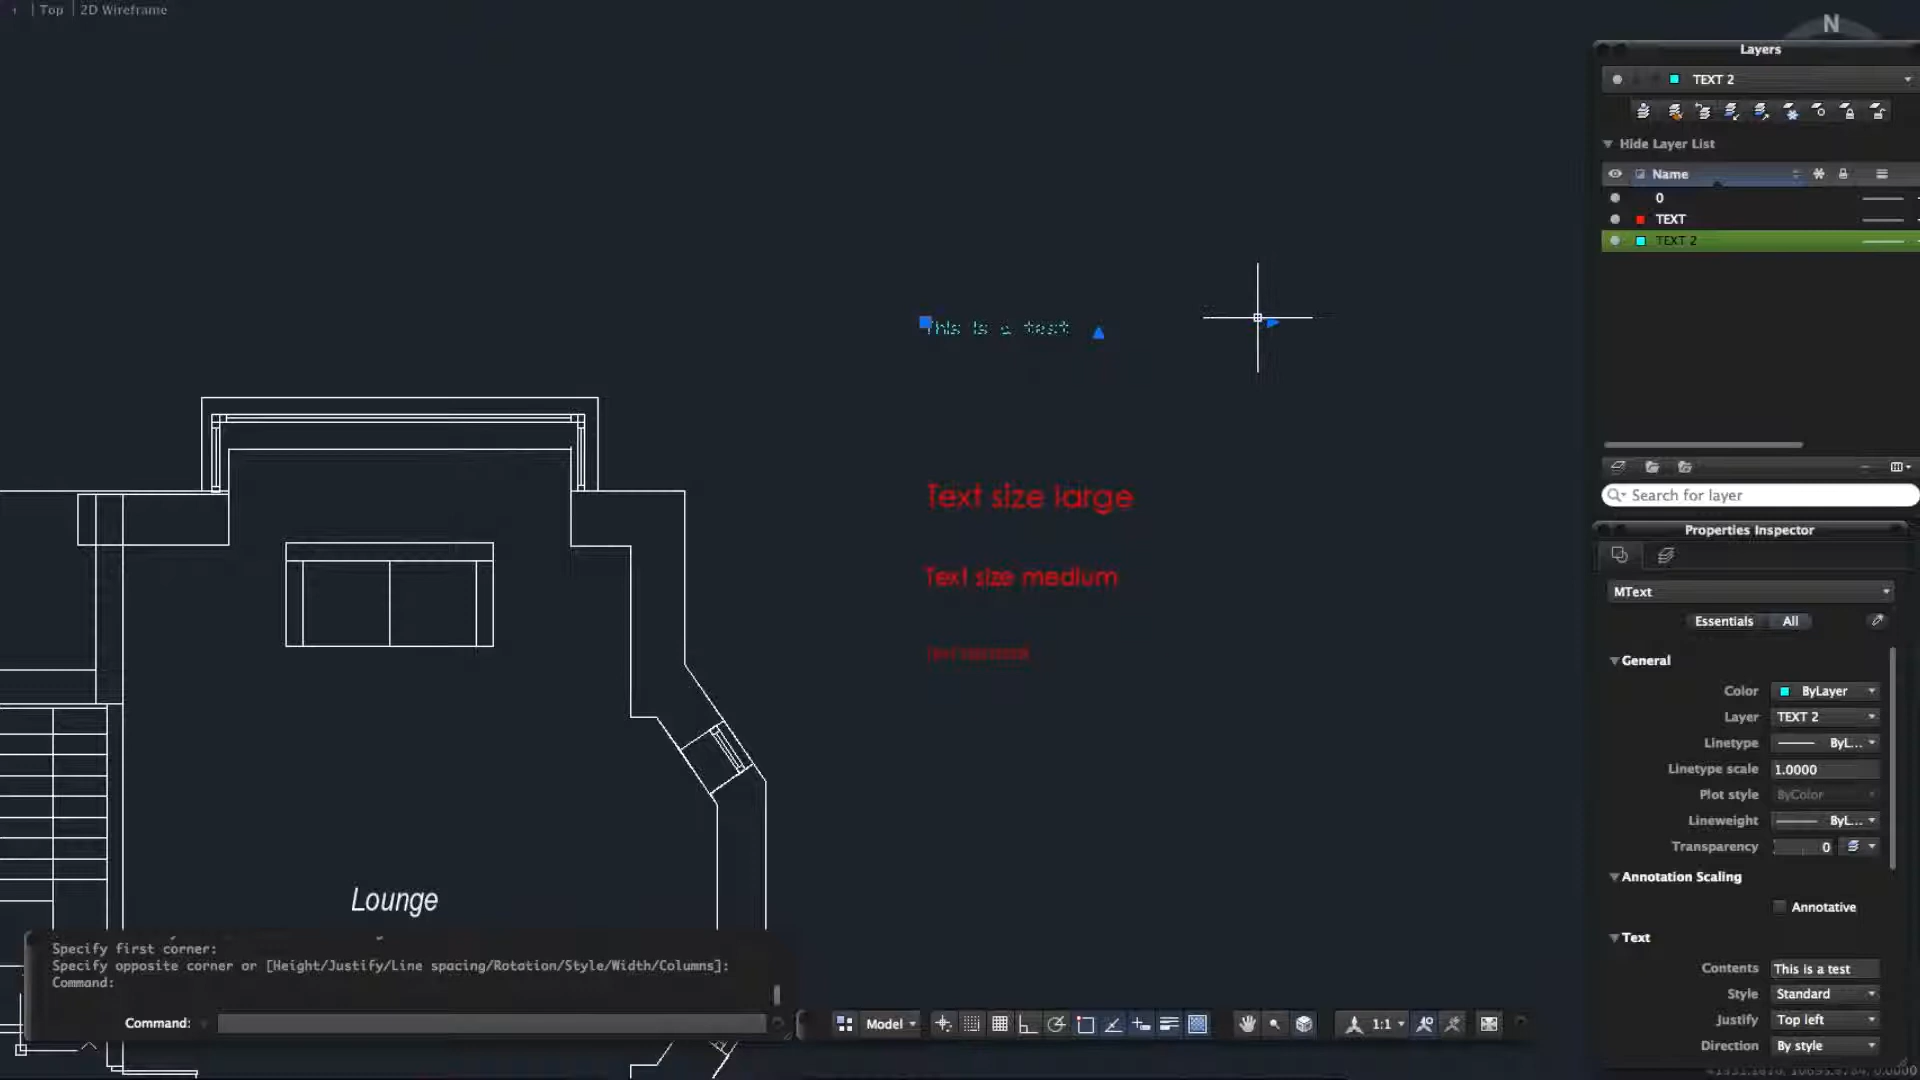 Top 2D Wireframe
N
Layers
TEXT 2
Hide Layer List
Name
0
TEXT
TEXT 2
Search for layer
This is a test
Text size large
Text size medium
Properties Inspector
MText
Essentials All
General
Color ByLayer
Layer TEXT 2
Linetype ByL...
Linetype scale 1.0000
Plot style ByColor
Lineweight ByL...
Transparency 0
Annotation Scaling
Annotative
Text
Contents This is a test
Style Standard
Justify Top left
Direction By style
Lounge
Specify first corner:
Specify opposite corner or [Height/Justify/Line spacing/Rotation/Style/Width/Columns]:
Command:
Command:
Model
1:1